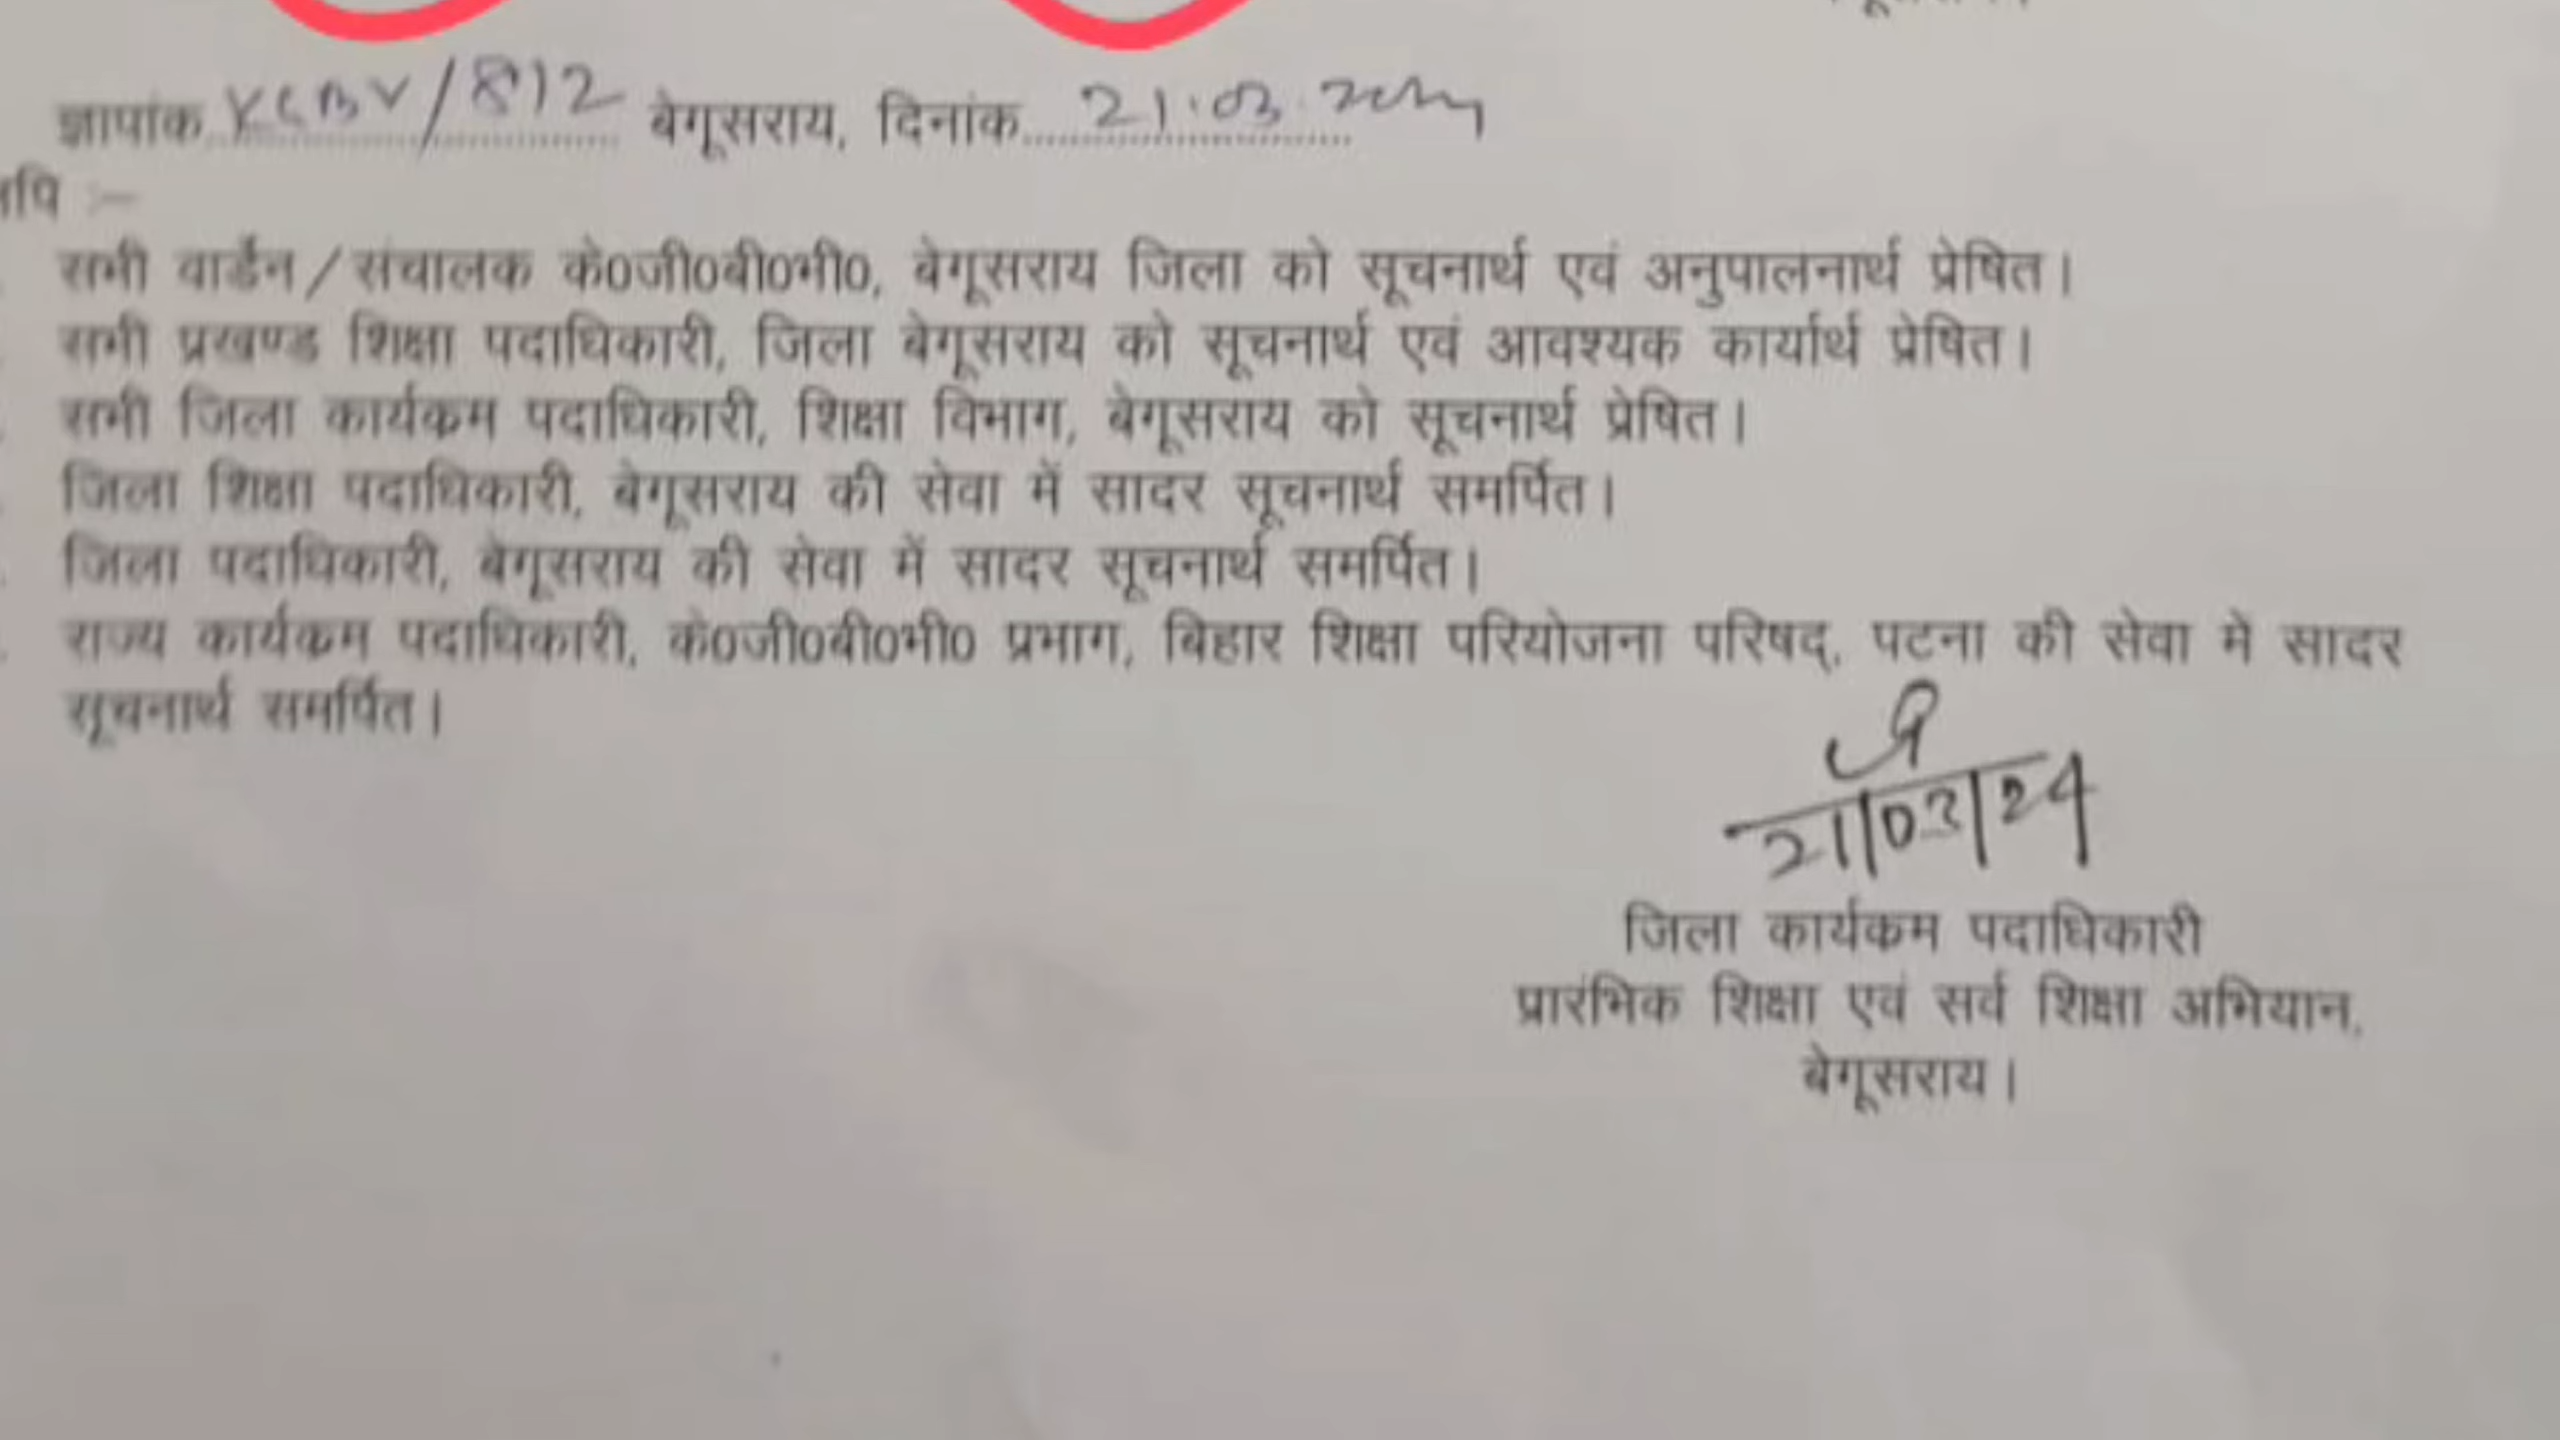 ज्ञापांक KGBV/812 बेगूसराय, दिनांक 21.03.2024
पि :-
सभी वार्डेन/संचालक के0जी0बी0भी0, बेगूसराय जिला को सूचनार्थ एवं अनुपालनार्थ प्रेषित।
सभी प्रखण्ड शिक्षा पदाधिकारी, जिला बेगूसराय को सूचनार्थ एवं आवश्यक कार्यार्थ प्रेषित।
सभी जिला कार्यक्रम पदाधिकारी, शिक्षा विभाग, बेगूसराय को सूचनार्थ प्रेषित।
जिला शिक्षा पदाधिकारी, बेगूसराय की सेवा में सादर सूचनार्थ समर्पित।
जिला पदाधिकारी, बेगूसराय की सेवा में सादर सूचनार्थ समर्पित।
राज्य कार्यक्रम पदाधिकारी, के0जी0बी0भी0 प्रभाग, बिहार शिक्षा परियोजना परिषद्, पटना की सेवा में सादर
सूचनार्थ समर्पित।
21/03/24
जिला कार्यक्रम पदाधिकारी
प्रारंभिक शिक्षा एवं सर्व शिक्षा अभियान,
बेगूसराय।